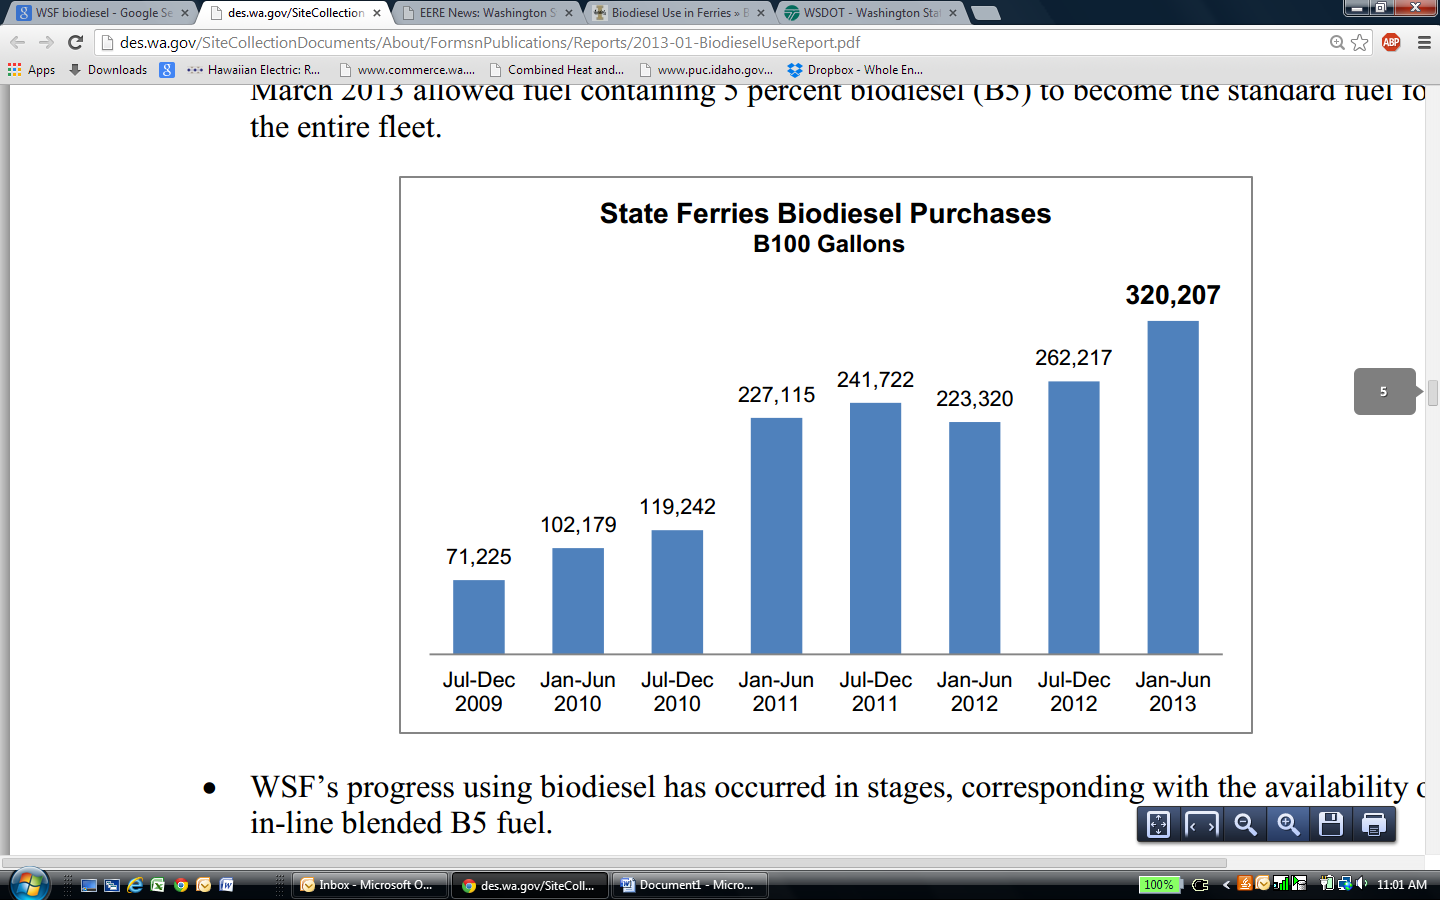 WSF biodiesel - Google Se
des.wa.gov/SiteCollection
EERE News: Washington S
Biodiesel Use in Ferries » B
WSDOT - Washington Sta
des.wa.gov/SiteCollectionDocuments/About/FormsnPublications/Reports/2013-01-BiodieselUseReport.pdf
ABP
Apps
Downloads
Hawaiian Electric: R...
www.commerce.wa....
Combined Heat and...
www.puc.idaho.gov...
Dropbox - Whole En...
March 2013 allowed fuel containing 5 percent biodiesel (B5) to become the standard fuel fo
the entire fleet.
State Ferries Biodiesel Purchases
B100 Gallons
320,207
262,217
241,722
227,115
223,320
119,242
102,179
71,225
5
Jul-Dec 2009
Jan-Jun 2010
Jul-Dec 2010
Jan-Jun 2011
Jul-Dec 2011
Jan-Jun 2012
Jul-Dec 2012
Jan-Jun 2013
• WSF’s progress using biodiesel has occurred in stages, corresponding with the availability o
in-line blended B5 fuel.
Inbox - Microsoft O...
des.wa.gov/SiteColl...
Document1 - Micro...
100%
11:01 AM